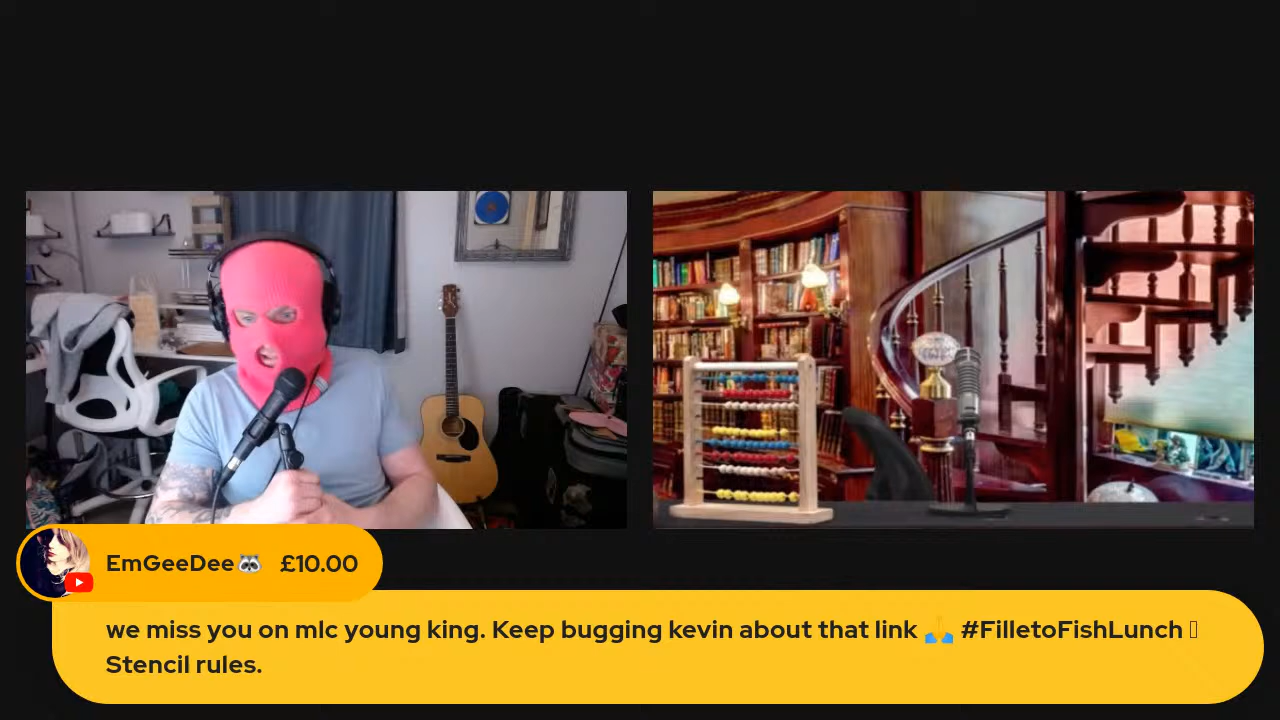 EmGeeDee🦝 £10.00
we miss you on mlc young king. Keep bugging kevin about that link 🙏 #FilletoFishLunch ▯
Stencil rules.